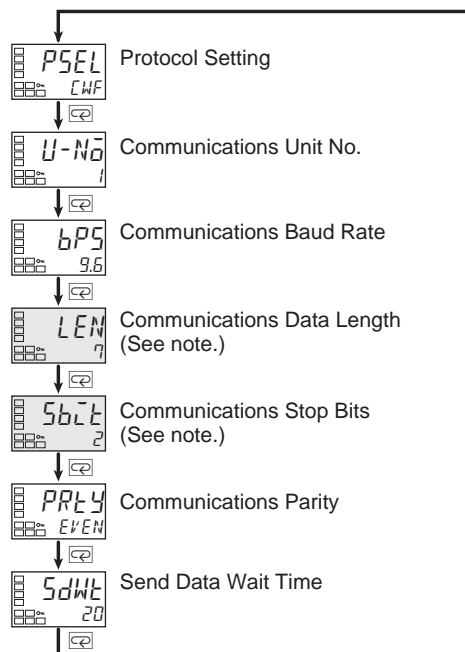 PSEL
CWF
Protocol Setting
U-No
1
Communications Unit No.
bPS
9.6
Communications Baud Rate
LEN
7
Communications Data Length
(See note.)
SbIt
2
Communications Stop Bits
(See note.)
PRtY
EVEN
Communications Parity
SdWt
20
Send Data Wait Time